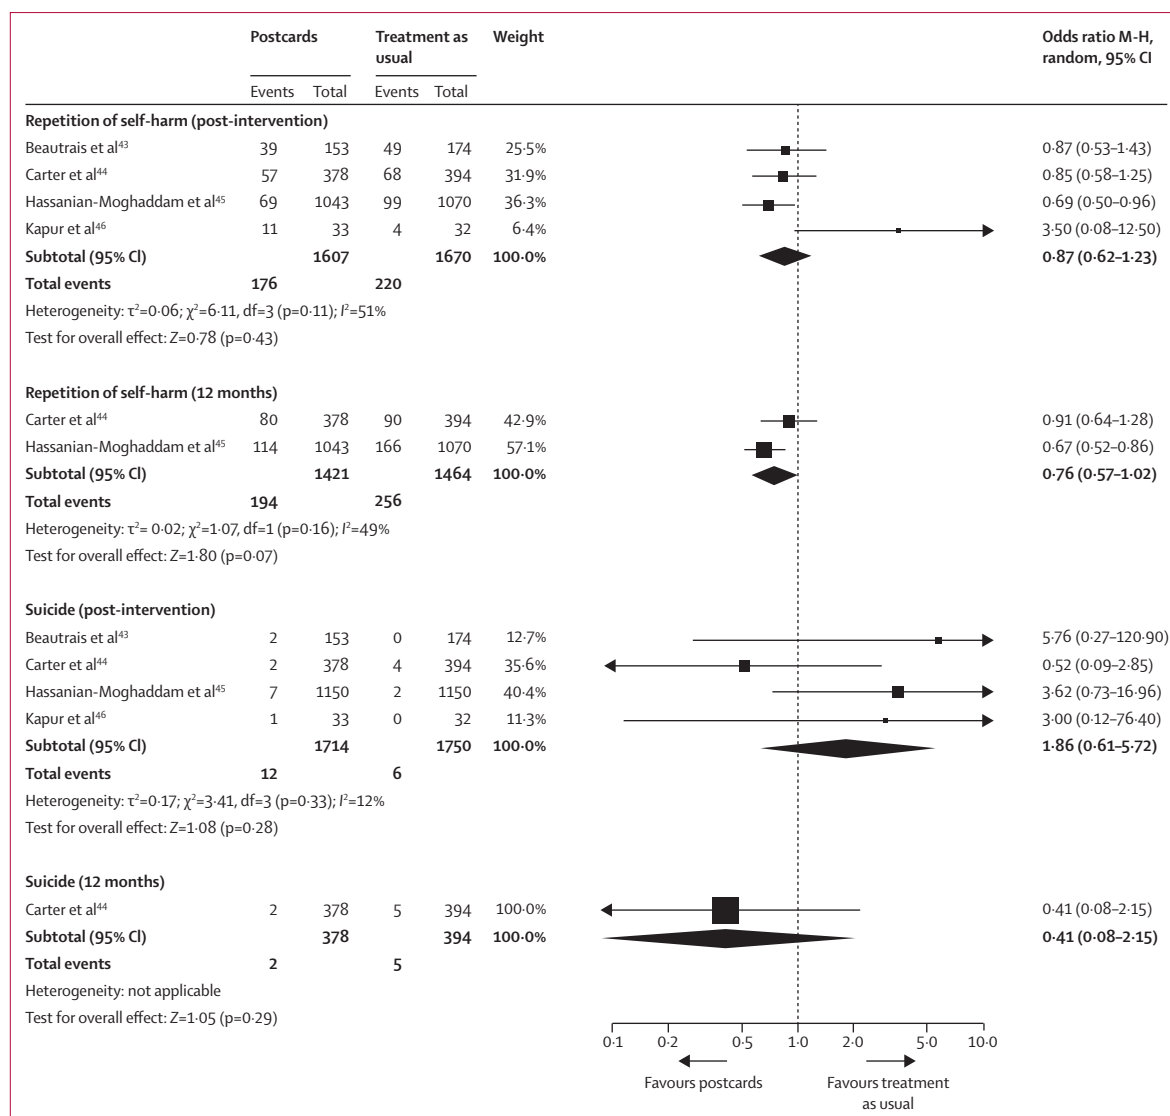 Postcards Treatment as usual Weight Odds ratio M-H, random, 95% CI
Events Total Events Total
Repetition of self-harm (post-intervention)
Beautrais et al⁴³ 39 153 49 174 25·5% 0·87 (0·53–1·43)
Carter et al⁴⁴ 57 378 68 394 31·9% 0·85 (0·58–1·25)
Hassanian-Moghaddam et al⁴⁵ 69 1043 99 1070 36·3% 0·69 (0·50–0·96)
Kapur et al⁴⁶ 11 33 4 32 6·4% 3·50 (0·08–12·50)
Subtotal (95% CI) 1607 1670 100·0% 0·87 (0·62–1·23)
Total events 176 220
Heterogeneity: τ²=0·06; χ²=6·11, df=3 (p=0·11); I²=51%
Test for overall effect: Z=0·78 (p=0·43)
Repetition of self-harm (12 months)
Carter et al⁴⁴ 80 378 90 394 42·9% 0·91 (0·64–1·28)
Hassanian-Moghaddam et al⁴⁵ 114 1043 166 1070 57·1% 0·67 (0·52–0·86)
Subtotal (95% CI) 1421 1464 100·0% 0·76 (0·57–1·02)
Total events 194 256
Heterogeneity: τ²= 0·02; χ²=1·07, df=1 (p=0·16); I²=49%
Test for overall effect: Z=1·80 (p=0·07)
Suicide (post-intervention)
Beautrais et al⁴³ 2 153 0 174 12·7% 5·76 (0·27–120·90)
Carter et al⁴⁴ 2 378 4 394 35·6% 0·52 (0·09–2·85)
Hassanian-Moghaddam et al⁴⁵ 7 1150 2 1150 40·4% 3·62 (0·73–16·96)
Kapur et al⁴⁶ 1 33 0 32 11·3% 3·00 (0·12–76·40)
Subtotal (95% CI) 1714 1750 100·0% 1·86 (0·61–5·72)
Total events 12 6
Heterogeneity: τ²=0·17; χ²=3·41, df=3 (p=0·33); I²=12%
Test for overall effect: Z=1·08 (p=0·28)
Suicide (12 months)
Carter et al⁴⁴ 2 378 5 394 100·0% 0·41 (0·08–2·15)
Subtotal (95% CI) 378 394 100·0% 0·41 (0·08–2·15)
Total events 2 5
Heterogeneity: not applicable
Test for overall effect: Z=1·05 (p=0·29)
0·1 0·2 0·5 1·0 2·0 5·0 10·0
Favours postcards Favours treatment as usual